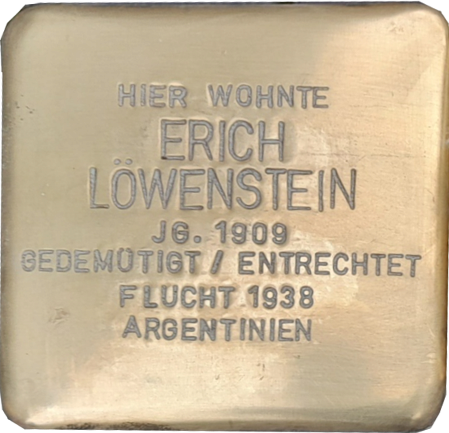 HIER WOHNTE
ERICH
LÖWENSTEIN
JG. 1909
GEDEMÜTIGT / ENTRECHTET
FLUCHT 1938
ARGENTINIEN